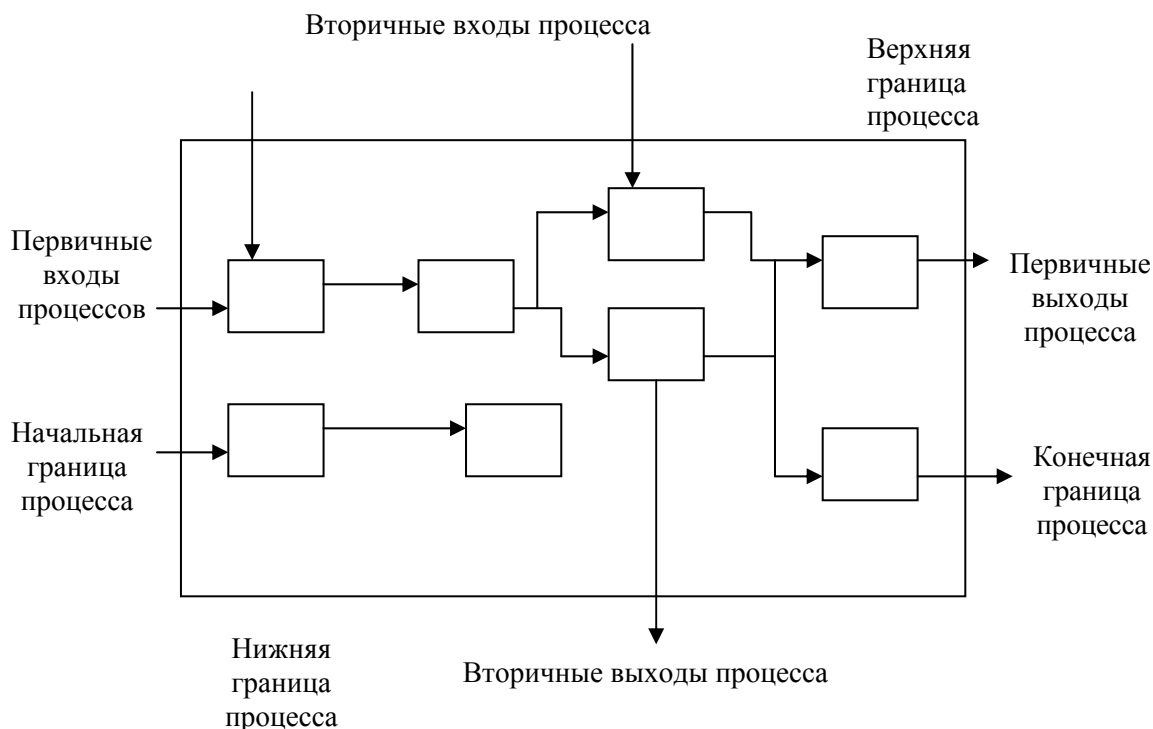 Вторичные входы процесса
Верхняя
граница
процесса
Первичные
входы
процессов
Первичные
выходы
процесса
Начальная
граница
процесса
Конечная
граница
процесса
Нижняя
граница
процесса
Вторичные выходы процесса